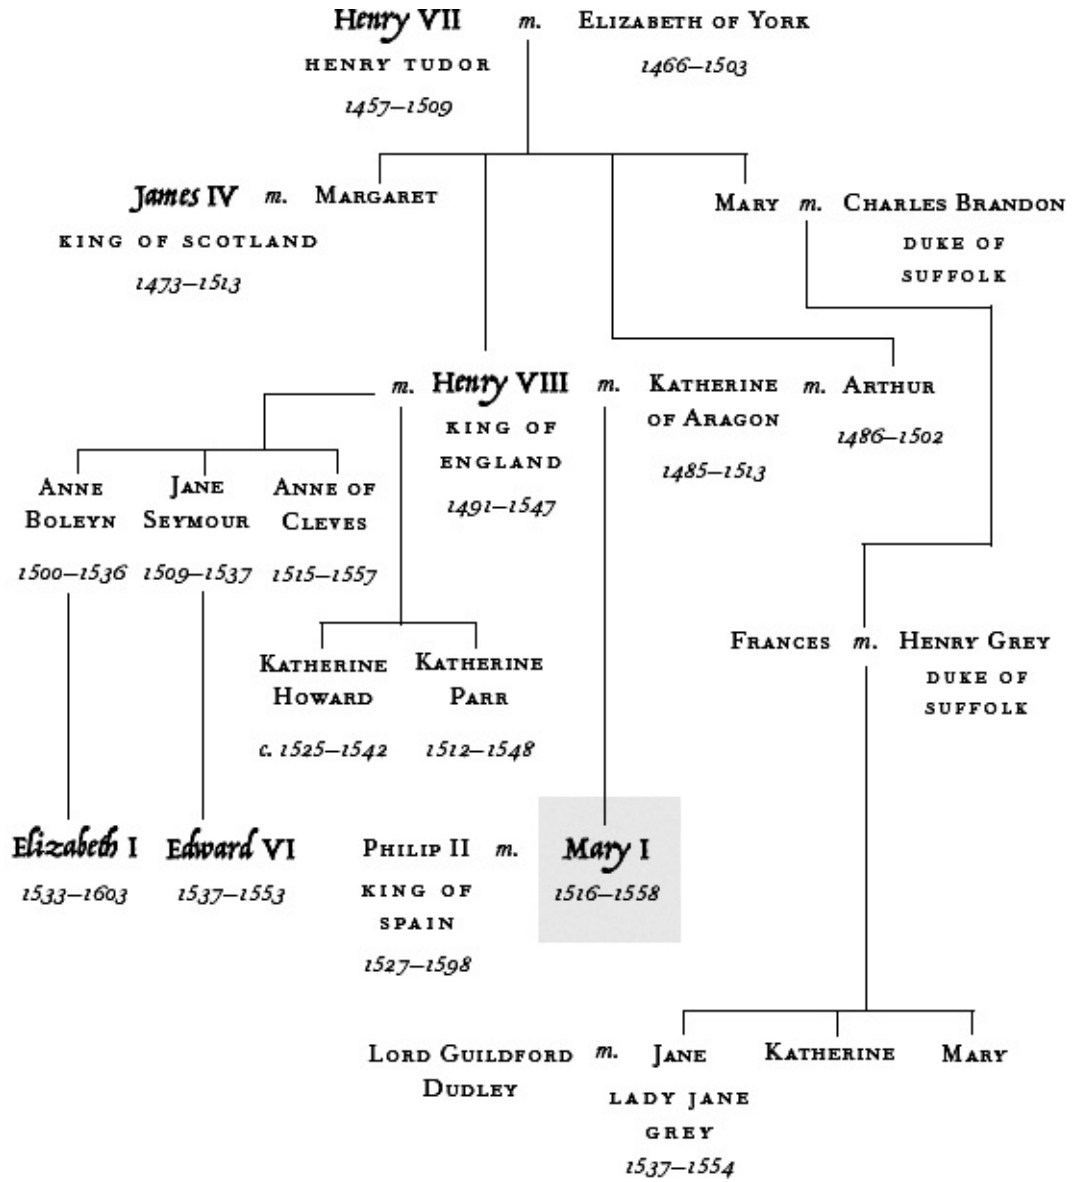 Henry VII m. Elizabeth of York
Henry Tudor 1466–1503
1457–1509
James IV m. Margaret
King of Scotland
1473–1513
Mary m. Charles Brandon
Duke of
Suffolk
m. Henry VIII m. Katherine m. Arthur
of Aragon
King of
England
1491–1547
1485–1513
1486–1502
Anne
Boleyn
1500–1536
Jane
Seymour
1509–1537
Anne of
Cleves
1515–1557
Katherine
Howard
c. 1525–1542
Katherine
Parr
1512–1548
Frances m. Henry Grey
Duke of
Suffolk
Elizabeth I
1533–1603
Edward VI
1537–1553
Philip II m. Mary I
King of
Spain
1527–1598
1516–1558
Lord Guildford m. Jane Katherine Mary
Dudley
Lady Jane
Grey
1537–1554